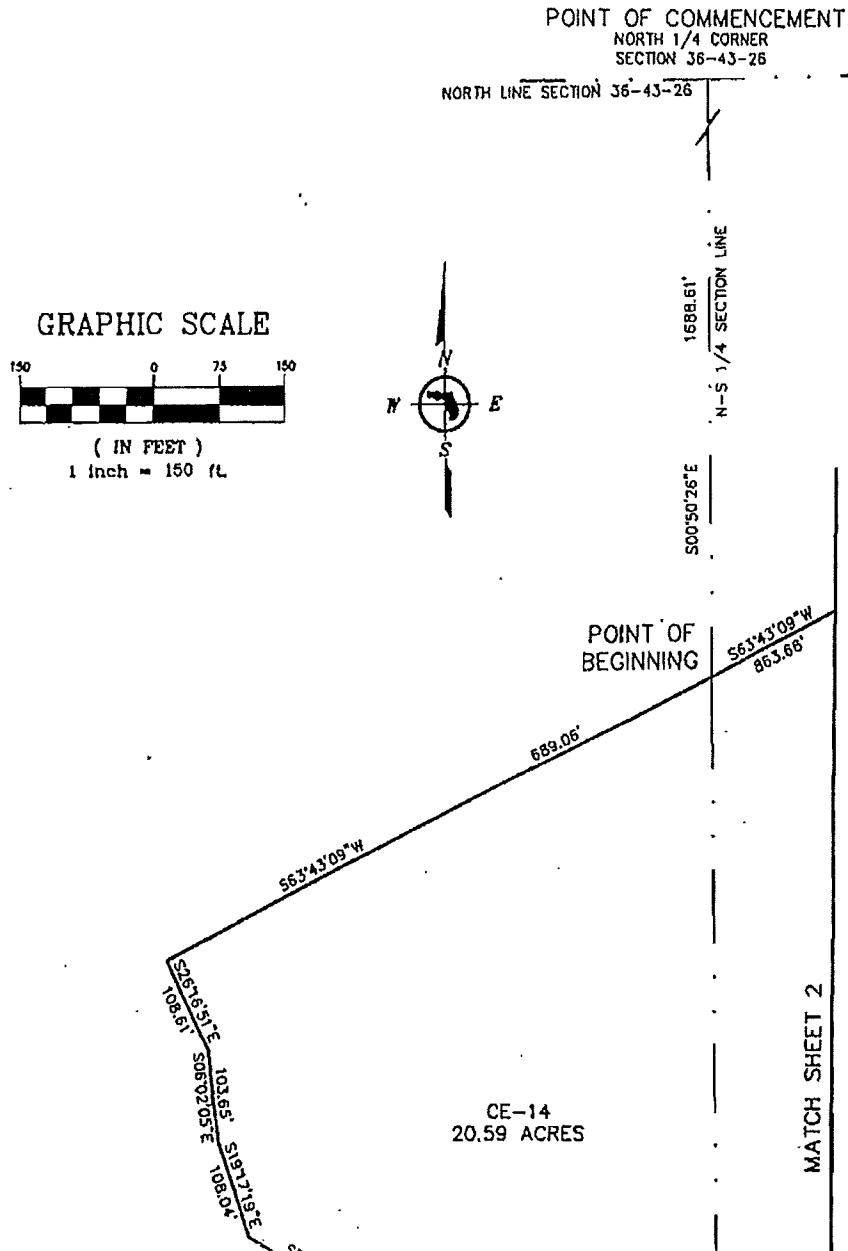 POINT OF COMMENCEMENT
NORTH 1/4 CORNER
SECTION 36-43-26
NORTH LINE SECTION 36-43-26
1688.61'
N-S 1/4 SECTION LINE
S00°50'26"E
GRAPHIC SCALE
150 0 75 150
( IN FEET )
1 inch = 150 ft.
N
W E
S
POINT OF
BEGINNING
S63°43'09"W
863.68'
689.06'
S63°43'09"W
S26°16'51"E
108.61'
S06°02'05"E
103.65'
S19°17'19"E
108.04'
CE-14
20.59 ACRES
MATCH SHEET 2